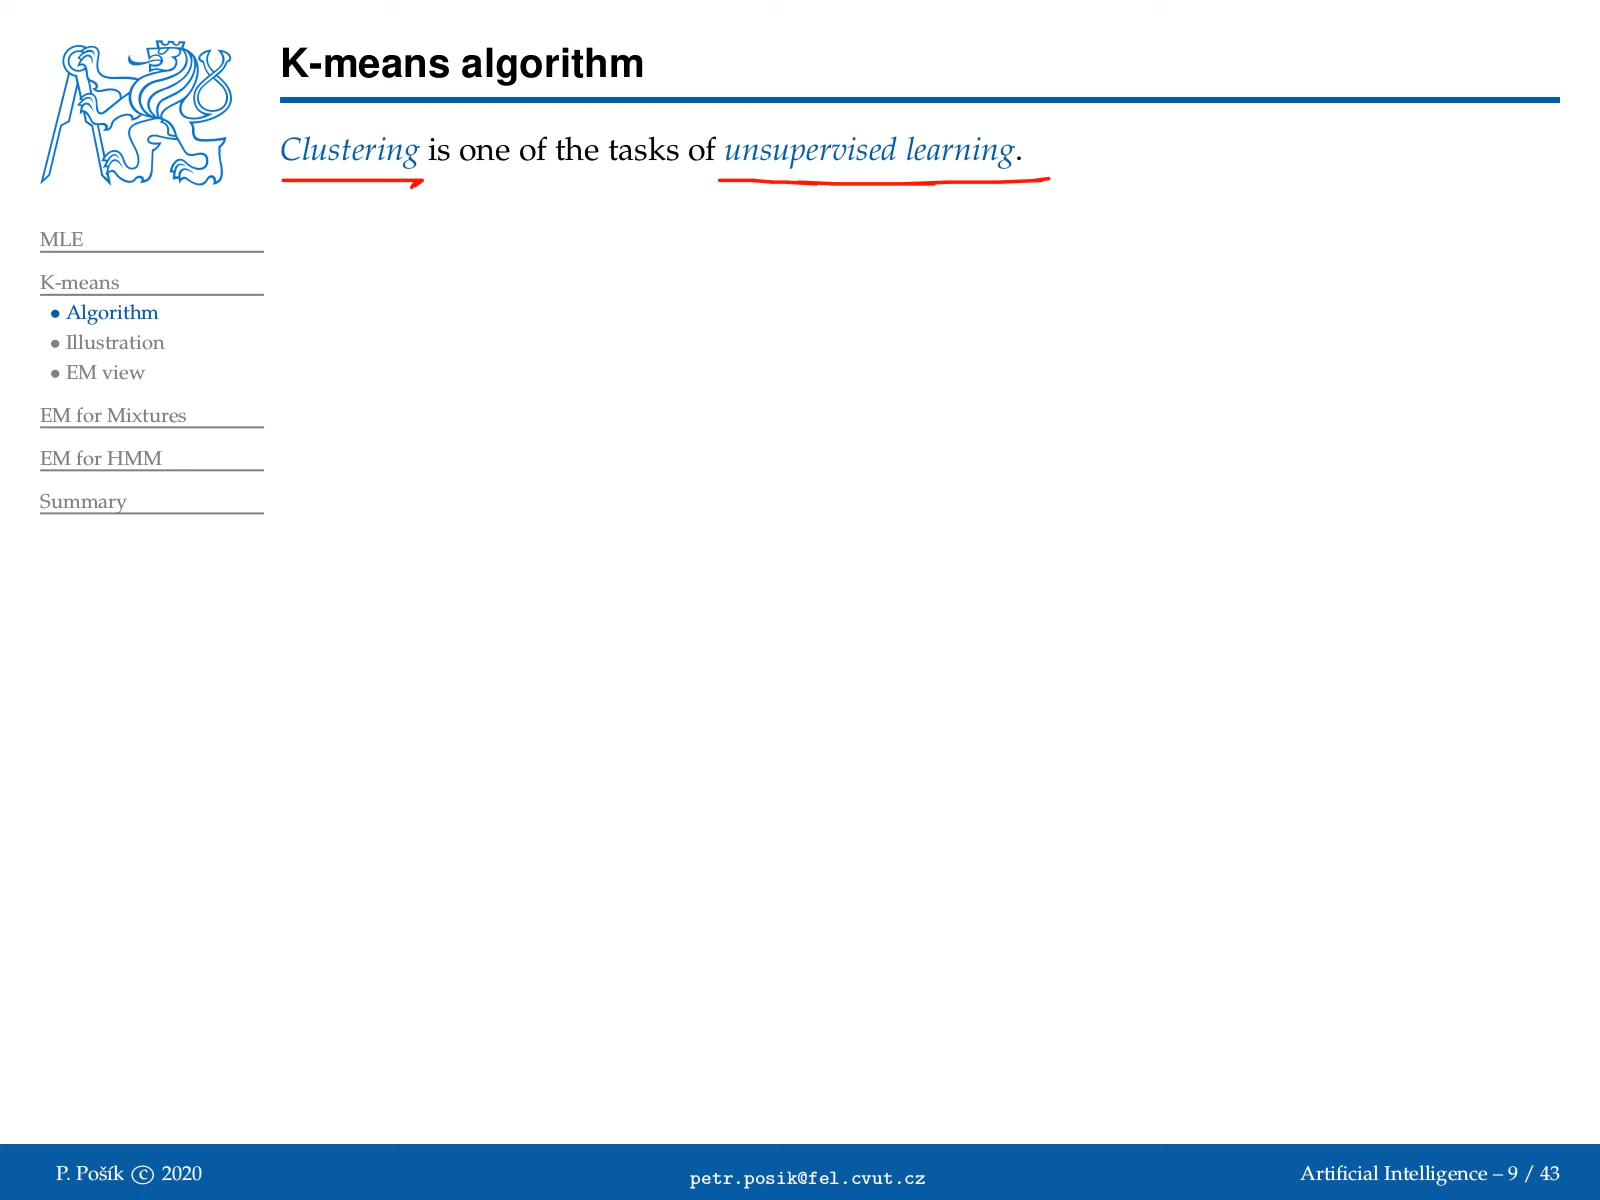 K-means algorithm
Clustering is one of the tasks of unsupervised learning.
MLE
K-means
• Algorithm
• Illustration
• EM view
EM for Mixtures
EM for HMM
Summary
P. Pošík © 2020
petr.posik@fel.cvut.cz
Artificial Intelligence – 9 / 43